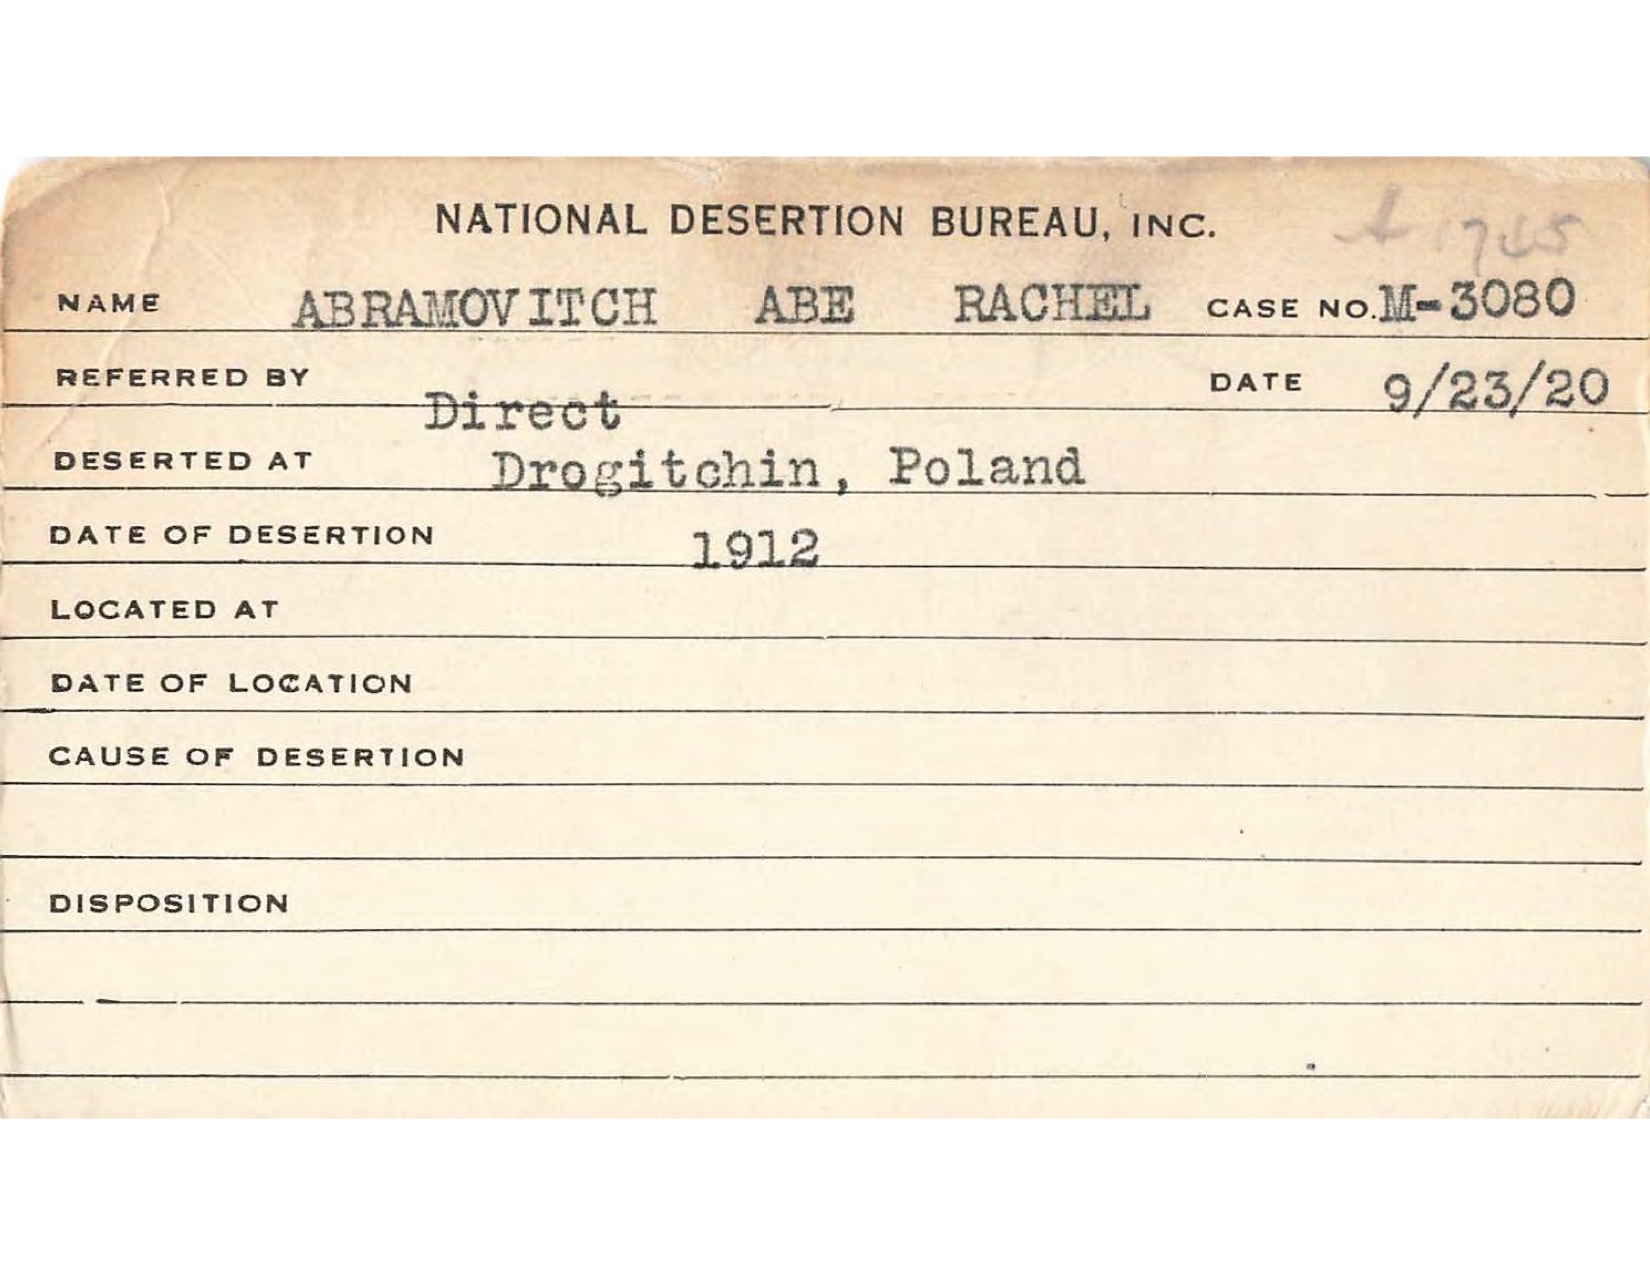 NATIONAL DESERTION BUREAU, INC.
NAME ABRAMOVITCH ABE RACHEL CASE NO. M-3080
REFERRED BY Direct DATE 9/23/20
DESERTED AT Drogitchin, Poland
DATE OF DESERTION 1912
LOCATED AT
DATE OF LOCATION
CAUSE OF DESERTION
DISPOSITION